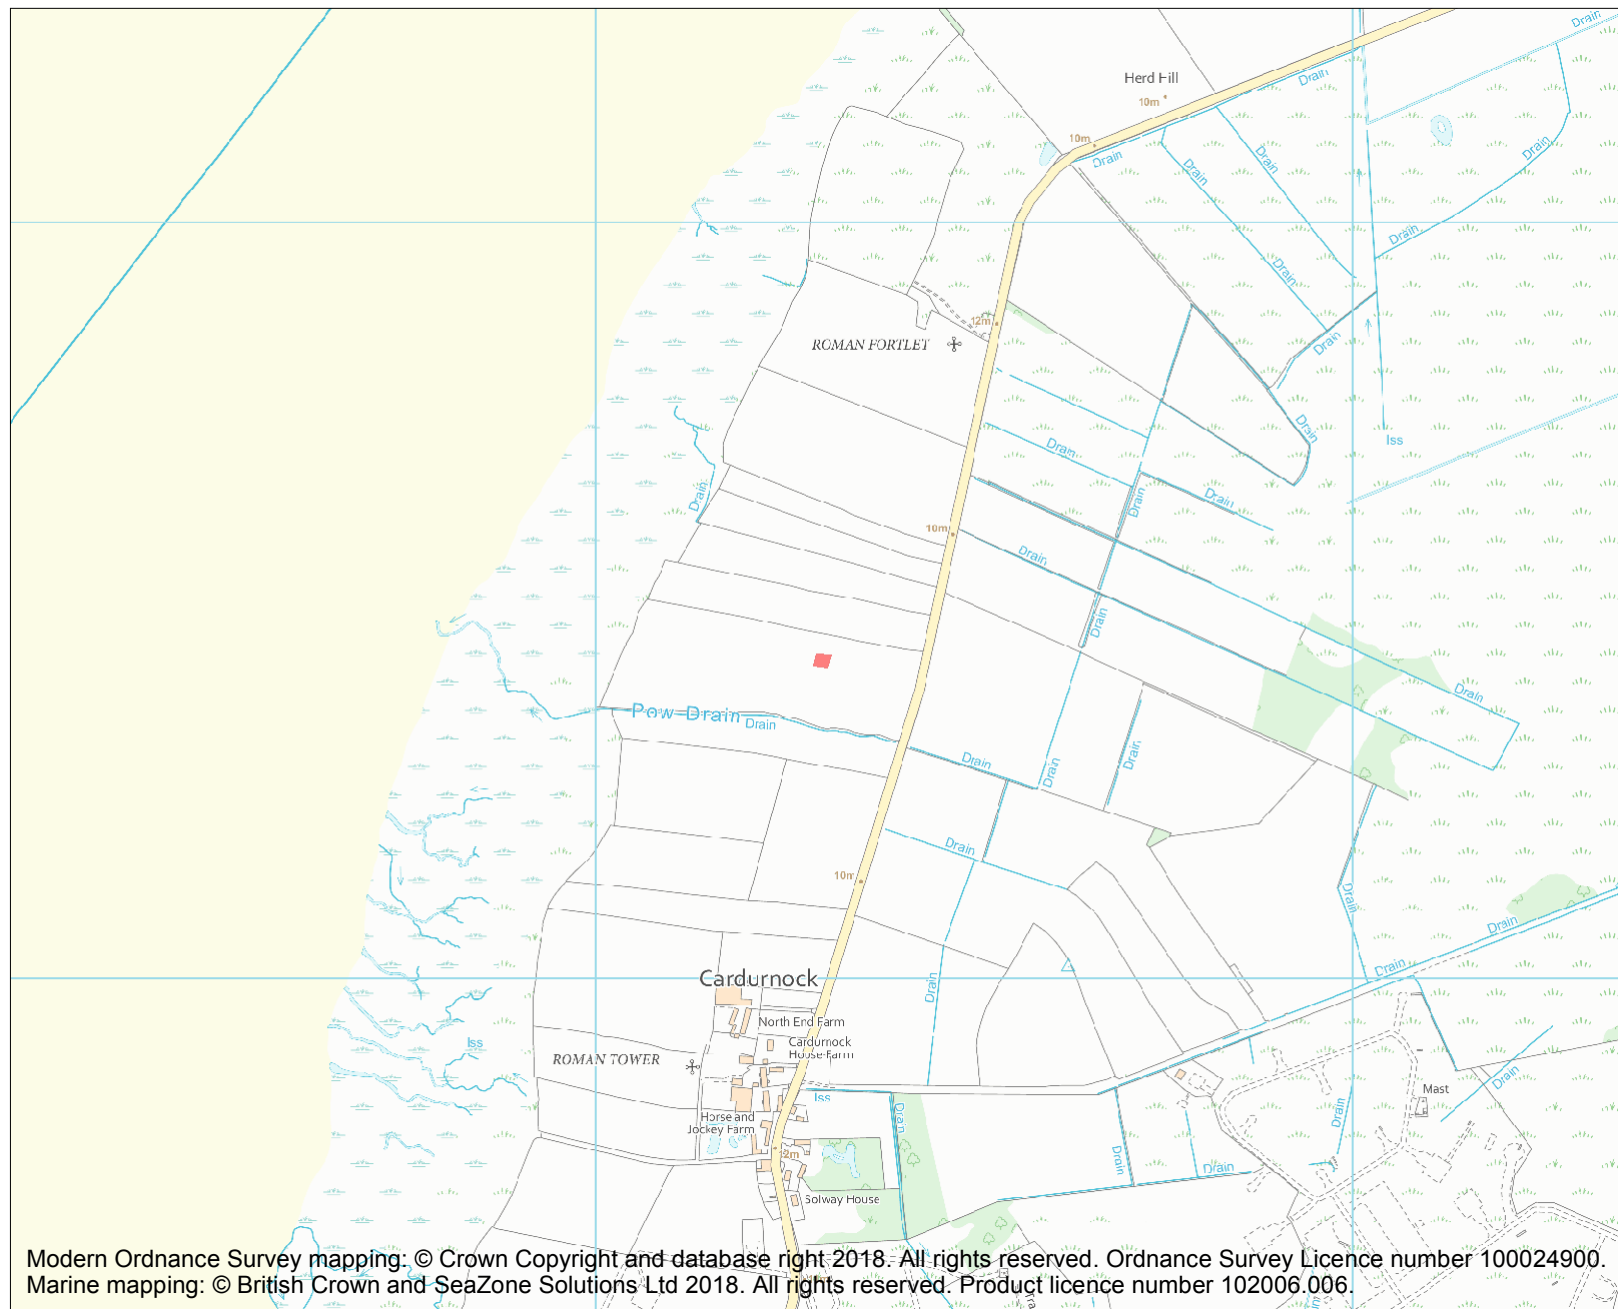 Drain
Herd Hill
10m
Drain
10m
Drain
Drain
Drain
Drain
Drain
Drain
12m
ROMAN FORTLET
Drain
Drain
Iss
Drain
Drain
Drain
Drain
10m
Drain
Drain
Drain
Pow Drain
Drain
Drain
Drain
Drain
Drain
10m
Drain
Drain
Drain
Cardurnock
Drain
North End Farm
Cardurnock
House Farm
Iss
ROMAN TOWER
Mast
Drain
Iss
Drain
Drain
Horse and
Jockey Farm
12m
Drain
Drain
Solway House
Modern Ordnance Survey mapping: © Crown Copyright and database right 2018. All rights reserved. Ordnance Survey Licence number 100024900.
Marine mapping: © British Crown and SeaZone Solutions Ltd 2018. All rights reserved. Product licence number 102006.006.